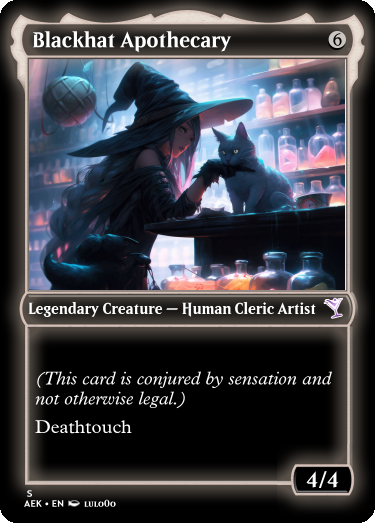 Blackhat Apothecary 6
Legendary Creature — Human Cleric Artist
(This card is conjured by sensation and
not otherwise legal.)
Deathtouch
4/4
S
AEK • EN LULO0O